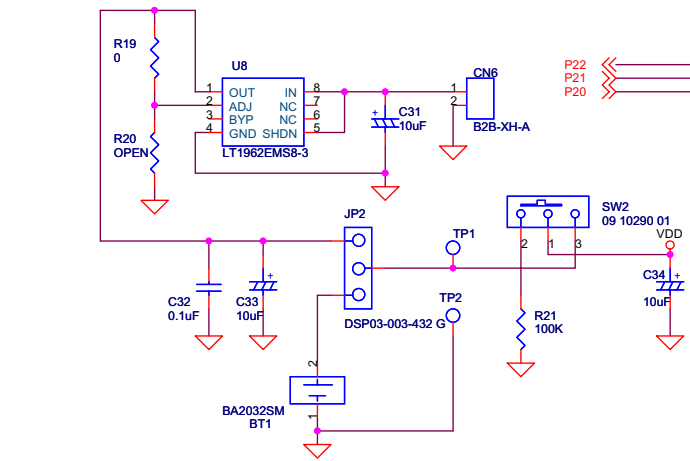 R19
0
U8
1 OUT IN 8
2 ADJ NC 7
3 BYP NC 6
4 GND SHDN 5
LT1962EMS8-3
R20
OPEN
+
C31
10uF
CN6
1
2
B2B-XH-A
P22
P21
P20
JP2
TP1
SW2
09 10290 01
2 1 3
VDD
C32
0.1uF
+
C33
10uF
DSP03-003-432 G
TP2
R21
100K
+
C34
10uF
2
BA2032SM
BT1
1